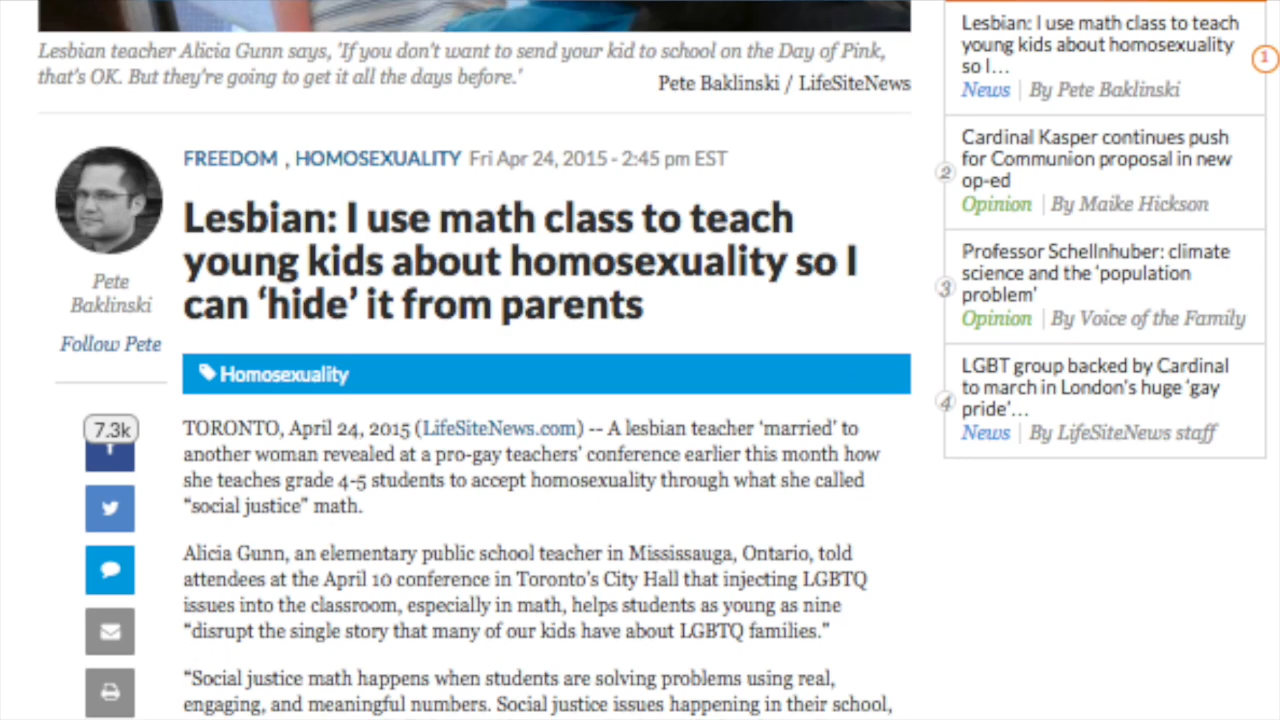 Lesbian teacher Alicia Gunn says, 'If you don't want to send your kid to school on the Day of Pink,
that's OK. But they're going to get it all the days before.'
Pete Baklinski / LifeSiteNews
Pete
Baklinski
Follow Pete
7.3k
FREEDOM , HOMOSEXUALITY Fri Apr 24, 2015 - 2:45 pm EST
Lesbian: I use math class to teach
young kids about homosexuality so I
can ‘hide’ it from parents
Homosexuality
TORONTO, April 24, 2015 (LifeSiteNews.com) -- A lesbian teacher ‘married’ to
another woman revealed at a pro-gay teachers’ conference earlier this month how
she teaches grade 4-5 students to accept homosexuality through what she called
“social justice” math.
Alicia Gunn, an elementary public school teacher in Mississauga, Ontario, told
attendees at the April 10 conference in Toronto’s City Hall that injecting LGBTQ
issues into the classroom, especially in math, helps students as young as nine
“disrupt the single story that many of our kids have about LGBTQ families.”
“Social justice math happens when students are solving problems using real,
engaging, and meaningful numbers. Social justice issues happening in their school,
Lesbian: I use math class to teach
young kids about homosexuality
so I...
News | By Pete Baklinski
1
Cardinal Kasper continues push
for Communion proposal in new
op-ed
Opinion | By Maike Hickson
2
Professor Schellnhuber: climate
science and the ‘population
problem’
Opinion | By Voice of the Family
3
LGBT group backed by Cardinal
to march in London’s huge ‘gay
pride’...
News | By LifeSiteNews staff
4